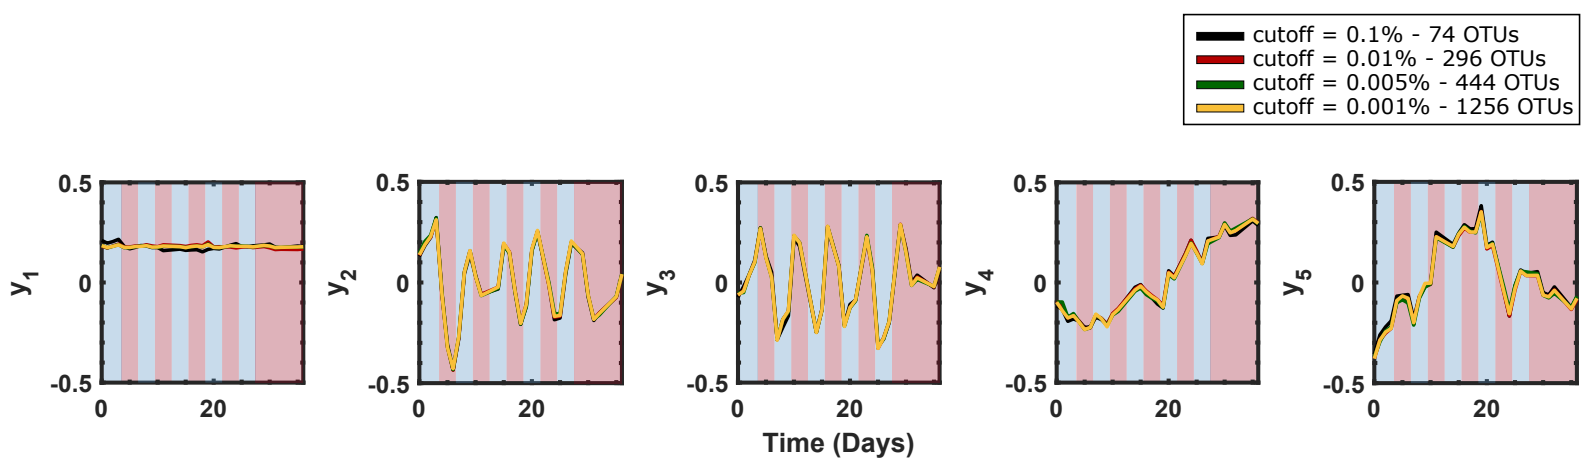 cutoff = 0.1% - 74 OTUs
cutoff = 0.01% - 296 OTUs
cutoff = 0.005% - 444 OTUs
cutoff = 0.001% - 1256 OTUs
0.5
0
-0.5
y1
0
20
0.5
0
-0.5
y2
0
20
0.5
0
-0.5
y3
0
20
0.5
0
-0.5
y4
0
20
0.5
0
-0.5
y5
0
20
Time (Days)